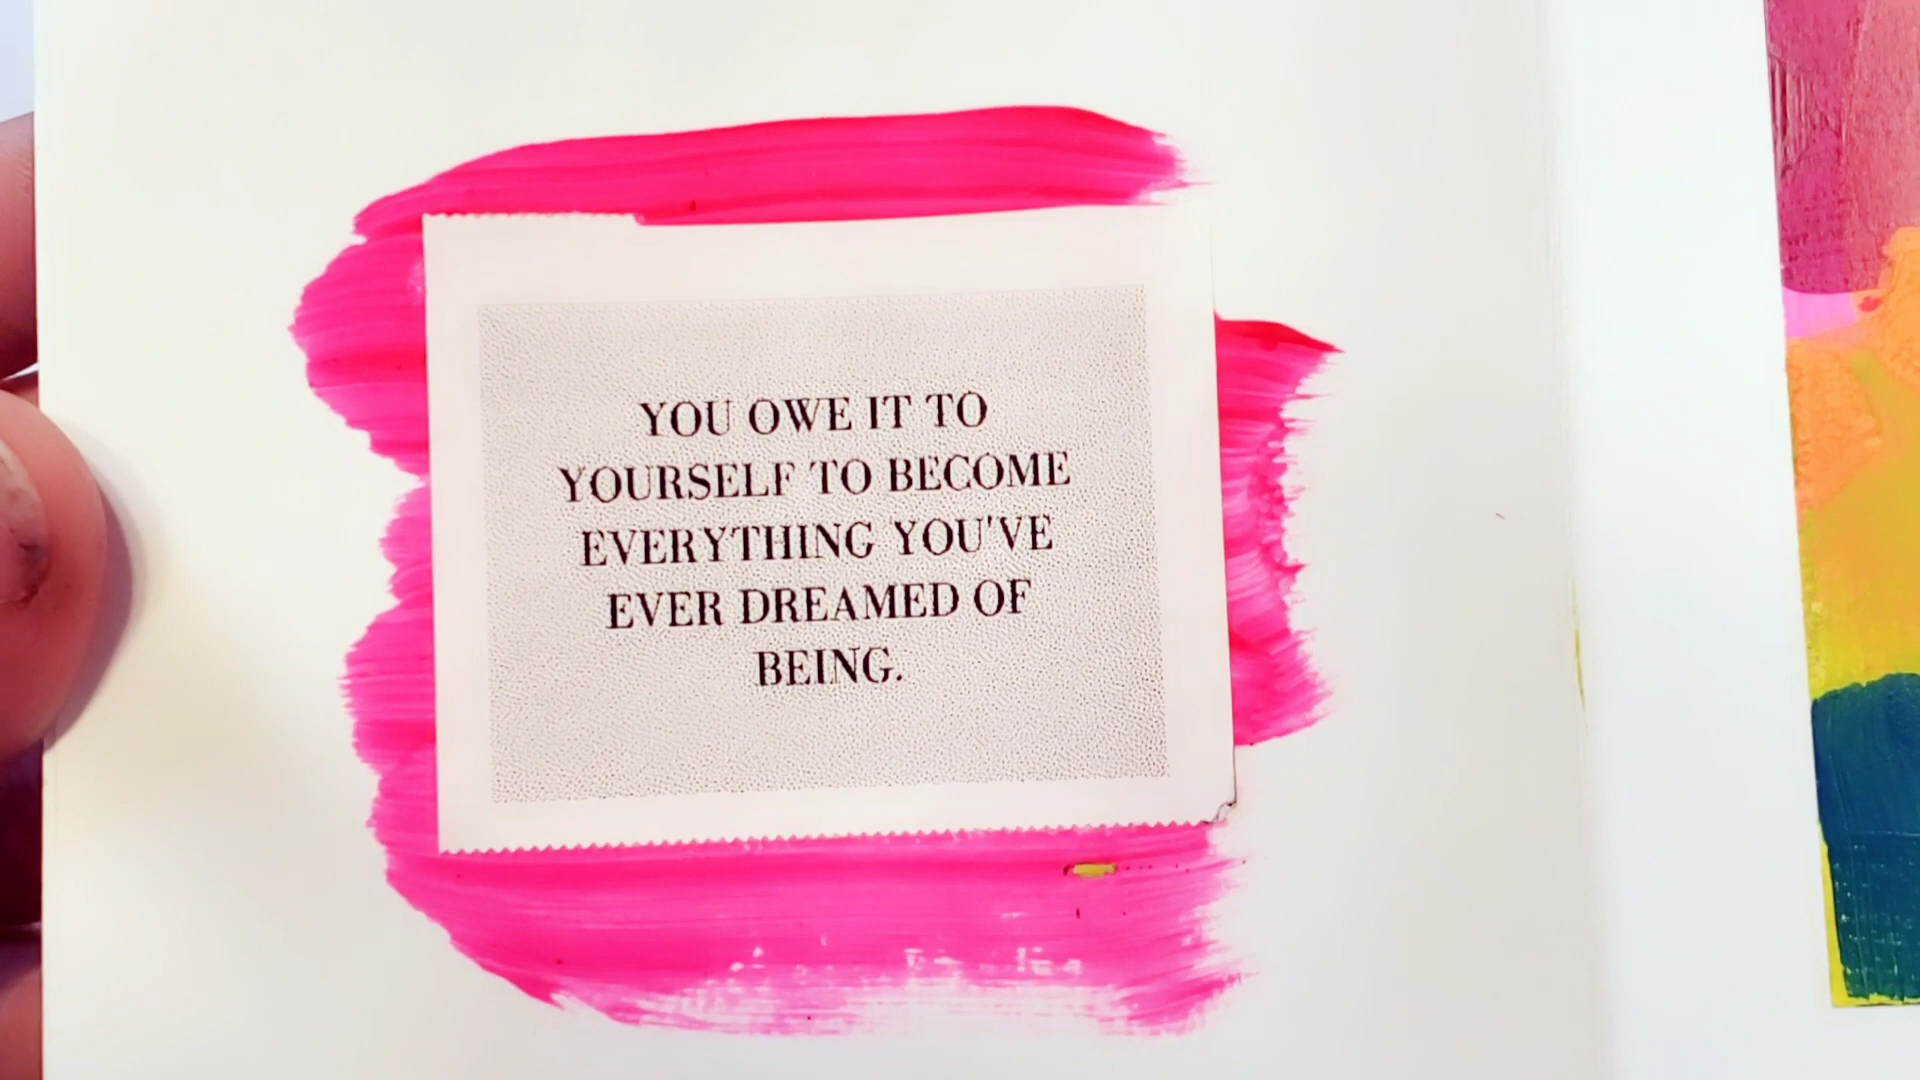 YOU OWE IT TO
YOURSELF TO BECOME
EVERYTHING YOU'VE
EVER DREAMED OF
BEING.